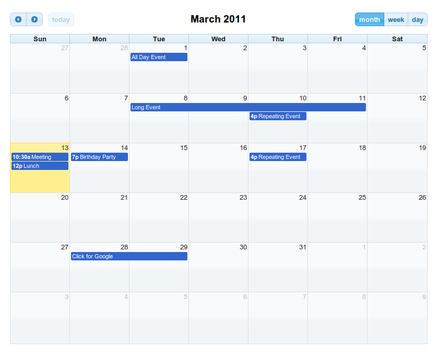 today
March 2011
month week day
Sun Mon Tue Wed Thu Fri Sat
27 28 1 2 3 4 5
All Day Event
6 7 8 9 10 11 12
Long Event
4p Repeating Event
13 14 15 16 17 18 19
10:30a Meeting 7p Birthday Party 4p Repeating Event
12p Lunch
20 21 22 23 24 25 26
27 28 29 30 31 1 2
Click for Google
3 4 5 6 7 8 9